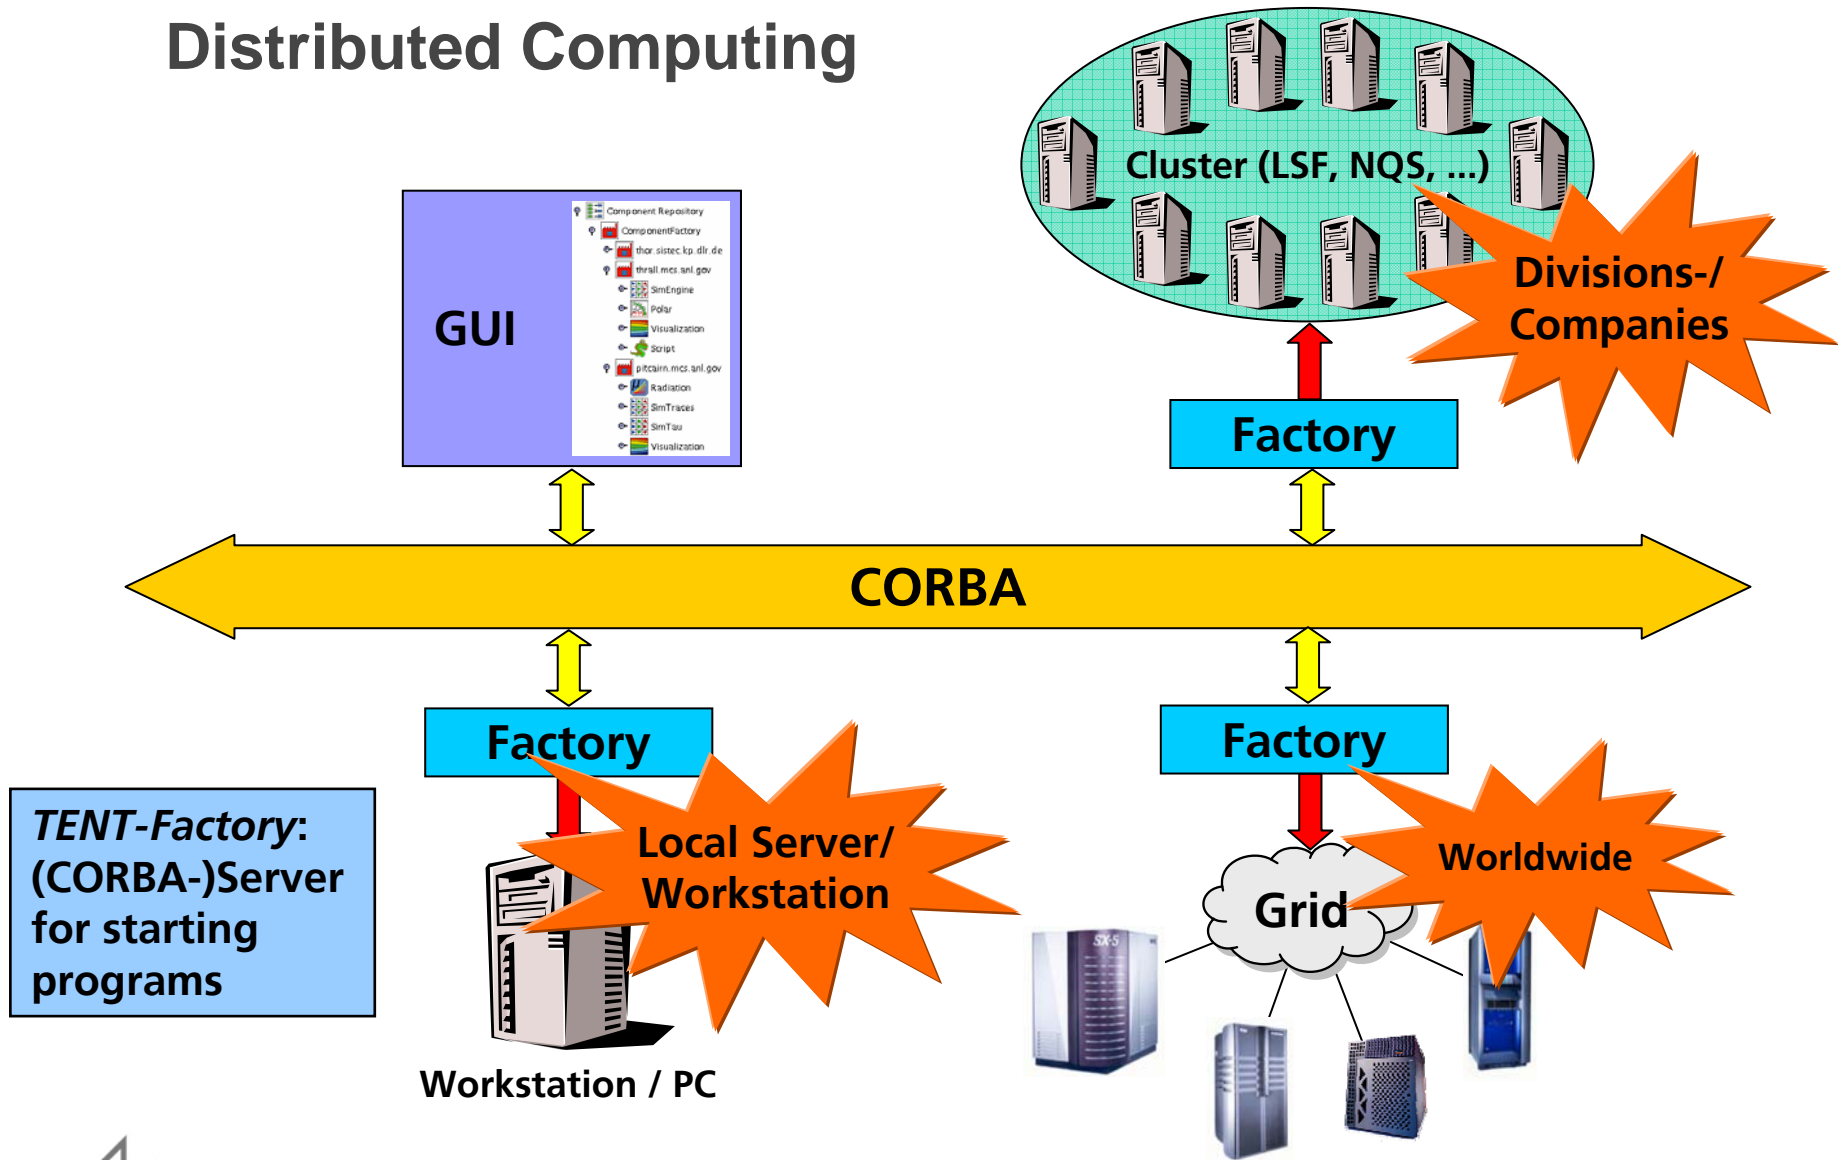 Distributed Computing
Cluster (LSF, NQS, ...)
Divisions-/
Companies
GUI
Component Repository
ComponentFactory
thor.sistec.kp.dlr.de
thrall.mcs.anl.gov
SimEngine
Polar
Visualization
Script
pitcairn.mcs.anl.gov
Radiation
SimTraces
SimTau
Visualization
Factory
CORBA
Factory
Factory
TENT-Factory:
(CORBA-)Server
for starting
programs
Local Server/
Workstation
Worldwide
Grid
SX-5
Workstation / PC